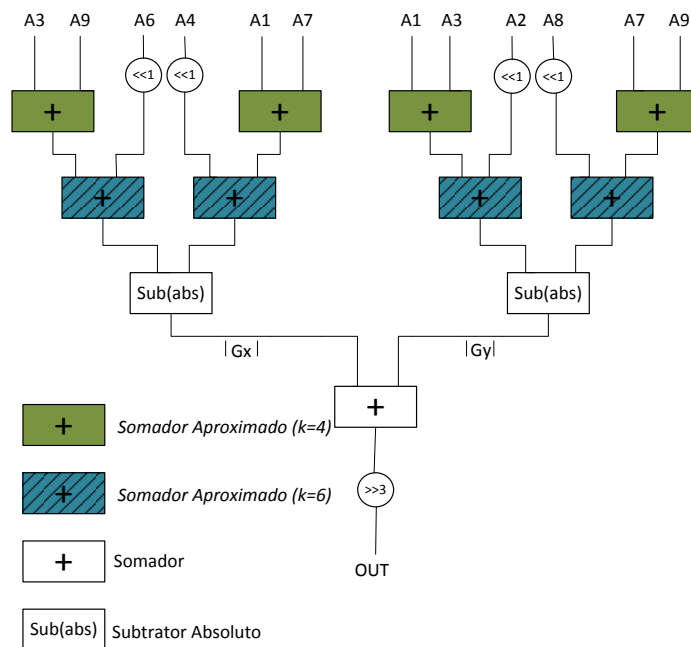 A3 A9 A6 A4 A1 A7 A1 A3 A2 A8 A7 A9
<<1 <<1 <<1 <<1
+ + + +
+ + + +
Sub(abs) Sub(abs)
|Gx| |Gy|
+
+ Somador Aproximado (k=4)
>>3
+ Somador Aproximado (k=6)
+ Somador
OUT
Sub(abs) Subtrator Absoluto